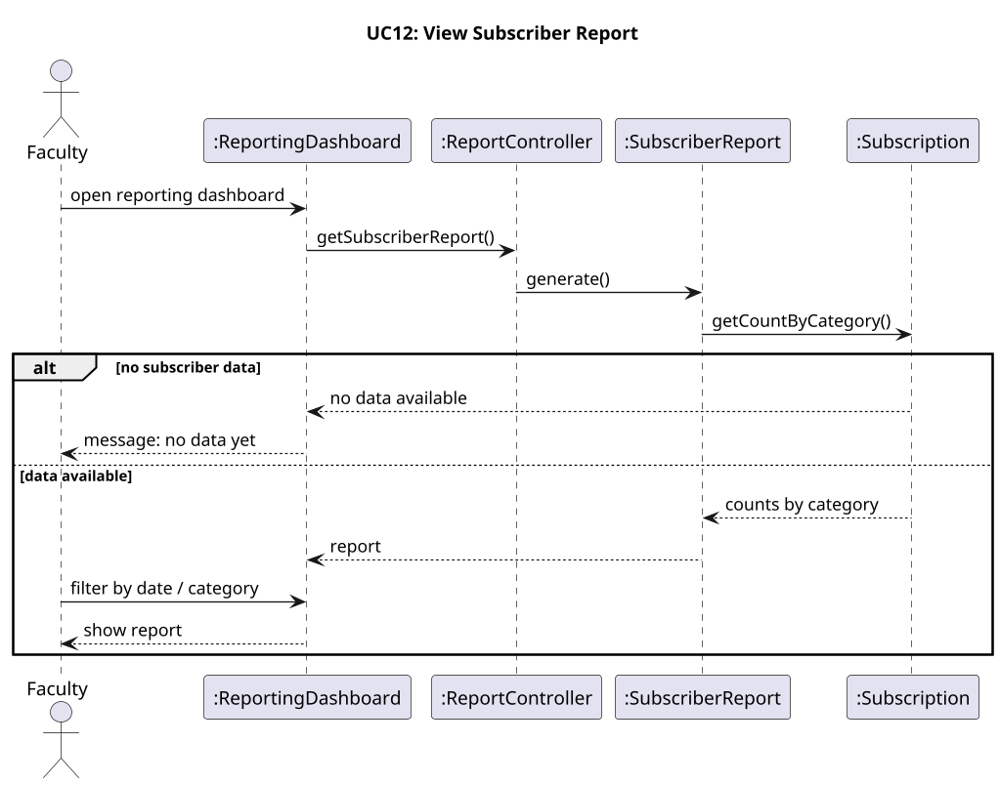 UC12: View Subscriber Report
Faculty
:ReportingDashboard
:ReportController
:SubscriberReport
:Subscription
open reporting dashboard
getSubscriberReport()
generate()
getCountByCategory()
alt
[no subscriber data]
no data available
message: no data yet
[data available]
counts by category
report
filter by date / category
show report
Faculty
:ReportingDashboard
:ReportController
:SubscriberReport
:Subscription